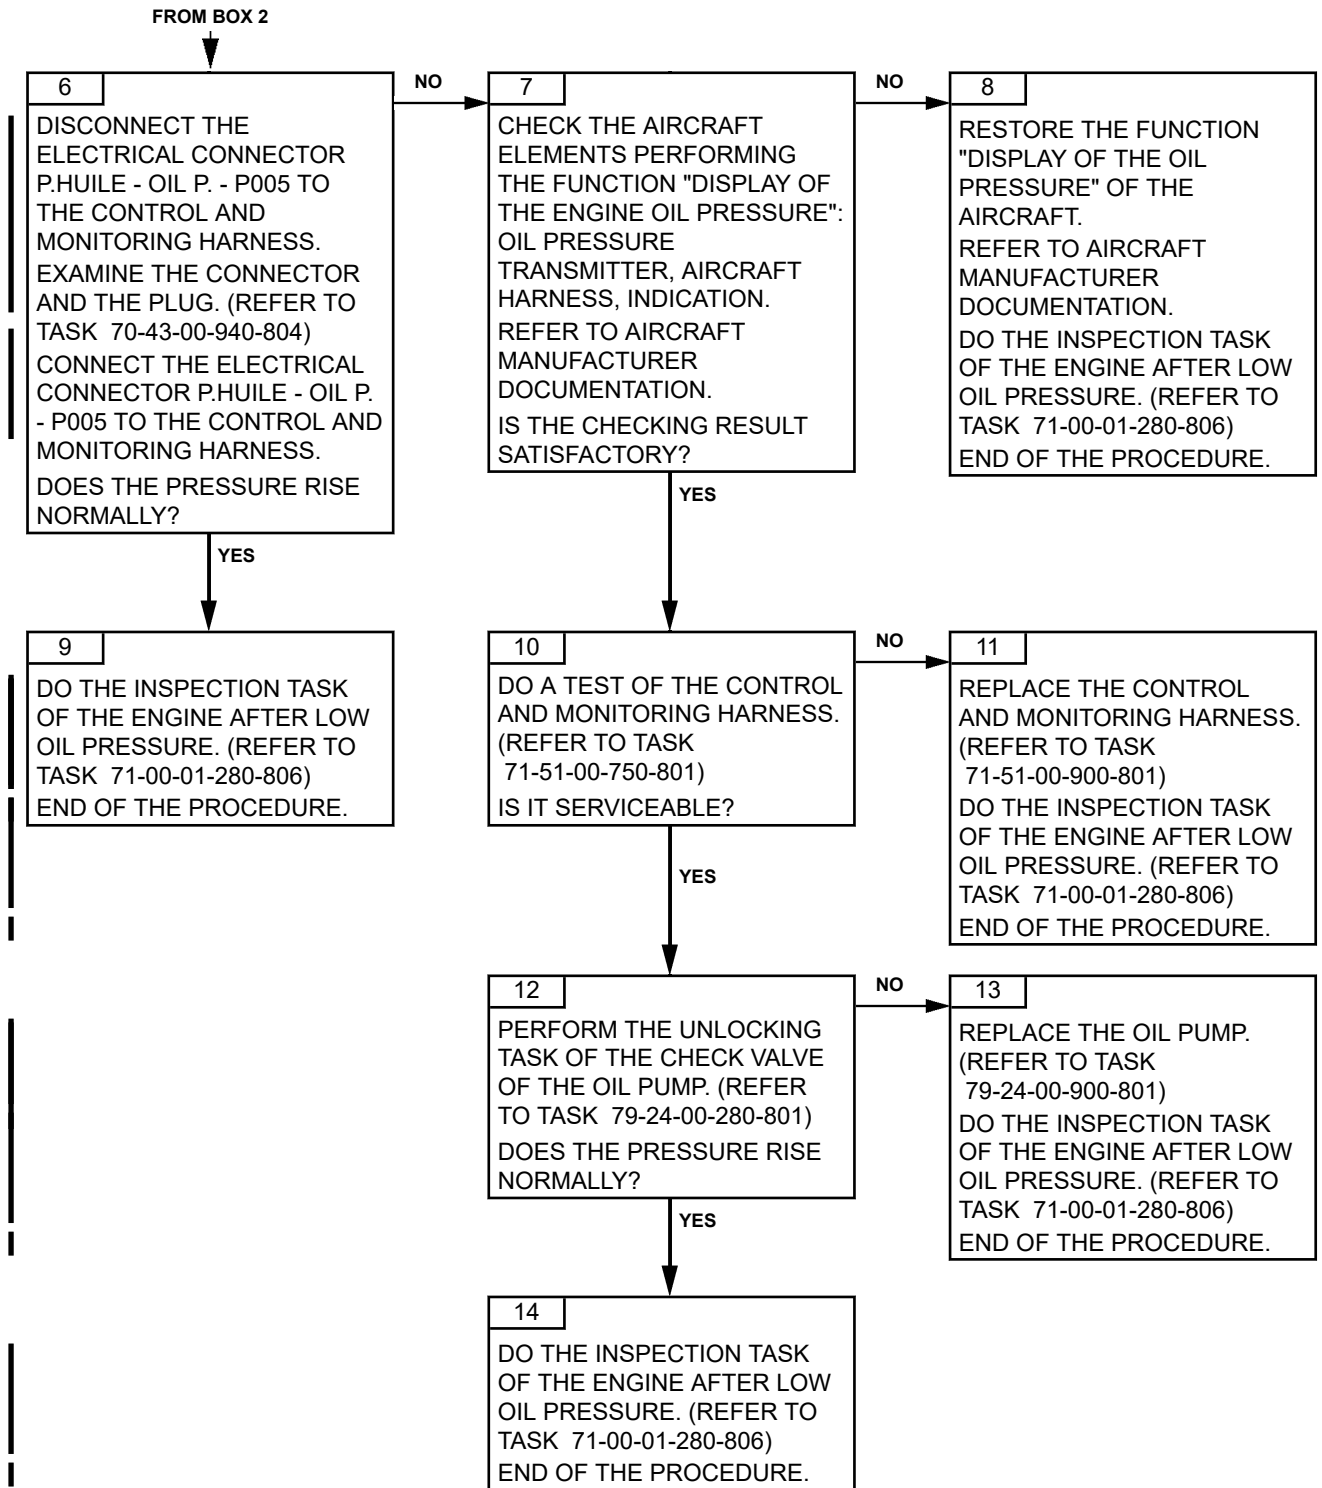 FROM BOX 2
6
DISCONNECT THE
ELECTRICAL CONNECTOR
P.HUILE - OIL P. - P005 TO
THE CONTROL AND
MONITORING HARNESS.
EXAMINE THE CONNECTOR
AND THE PLUG. (REFER TO
TASK 70-43-00-940-804)
CONNECT THE ELECTRICAL
CONNECTOR P.HUILE - OIL P.
- P005 TO THE CONTROL AND
MONITORING HARNESS.
DOES THE PRESSURE RISE
NORMALLY?
NO
7
CHECK THE AIRCRAFT
ELEMENTS PERFORMING
THE FUNCTION "DISPLAY OF
THE ENGINE OIL PRESSURE":
OIL PRESSURE
TRANSMITTER, AIRCRAFT
HARNESS, INDICATION.
REFER TO AIRCRAFT
MANUFACTURER
DOCUMENTATION.
IS THE CHECKING RESULT
SATISFACTORY?
NO
8
RESTORE THE FUNCTION
"DISPLAY OF THE OIL
PRESSURE" OF THE
AIRCRAFT.
REFER TO AIRCRAFT
MANUFACTURER
DOCUMENTATION.
DO THE INSPECTION TASK
OF THE ENGINE AFTER LOW
OIL PRESSURE. (REFER TO
TASK 71-00-01-280-806)
END OF THE PROCEDURE.
YES
YES
9
DO THE INSPECTION TASK
OF THE ENGINE AFTER LOW
OIL PRESSURE. (REFER TO
TASK 71-00-01-280-806)
END OF THE PROCEDURE.
10
DO A TEST OF THE CONTROL
AND MONITORING HARNESS.
(REFER TO TASK
71-51-00-750-801)
IS IT SERVICEABLE?
NO
11
REPLACE THE CONTROL
AND MONITORING HARNESS.
(REFER TO TASK
71-51-00-900-801)
DO THE INSPECTION TASK
OF THE ENGINE AFTER LOW
OIL PRESSURE. (REFER TO
TASK 71-00-01-280-806)
END OF THE PROCEDURE.
YES
12
PERFORM THE UNLOCKING
TASK OF THE CHECK VALVE
OF THE OIL PUMP. (REFER
TO TASK 79-24-00-280-801)
DOES THE PRESSURE RISE
NORMALLY?
NO
13
REPLACE THE OIL PUMP.
(REFER TO TASK
79-24-00-900-801)
DO THE INSPECTION TASK
OF THE ENGINE AFTER LOW
OIL PRESSURE. (REFER TO
TASK 71-00-01-280-806)
END OF THE PROCEDURE.
YES
14
DO THE INSPECTION TASK
OF THE ENGINE AFTER LOW
OIL PRESSURE. (REFER TO
TASK 71-00-01-280-806)
END OF THE PROCEDURE.